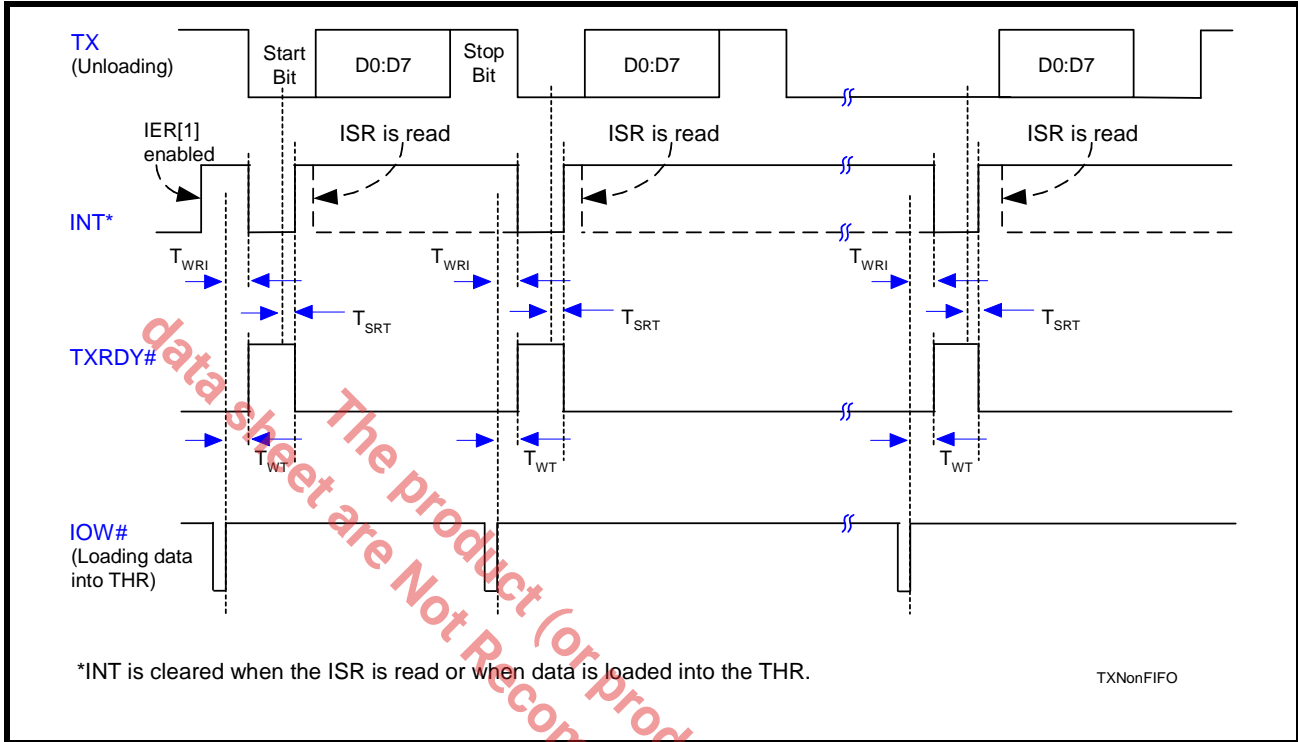 TX
(Unloading)
Start
Bit
D0:D7
Stop
Bit
D0:D7
D0:D7
IER[1]
enabled
ISR is read
ISR is read
ISR is read
INT*
TWRI
TWRI
TWRI
TSRT
TSRT
TSRT
TXRDY#
TWT
TWT
TWT
IOW#
(Loading data
into THR)
*INT is cleared when the ISR is read or when data is loaded into the THR.
TXNonFIFO
The product (or
data sheet are Not